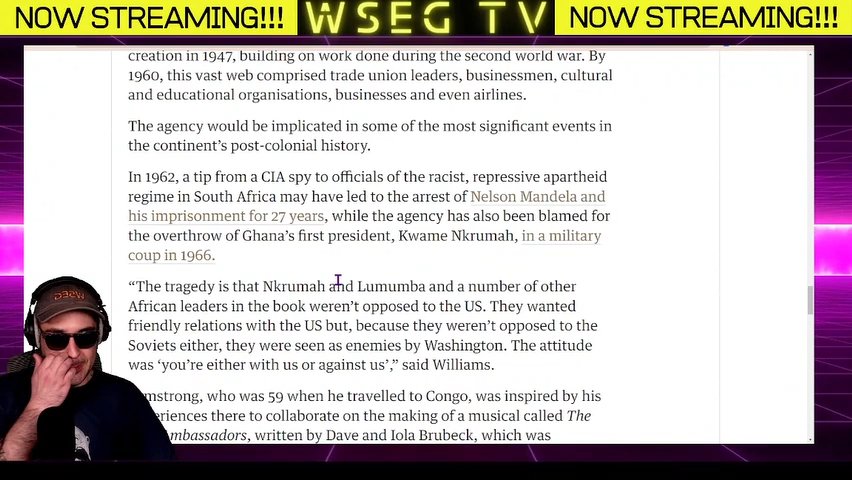 NOW STREAMING!!! WSEG TV NOW STREAMING!!!
creation in 1947, building on work done during the second world war. By
1960, this vast web comprised trade union leaders, businessmen, cultural
and educational organisations, businesses and even airlines.
The agency would be implicated in some of the most significant events in
the continent's post-colonial history.
In 1962, a tip from a CIA spy to officials of the racist, repressive apartheid
regime in South Africa may have led to the arrest of Nelson Mandela and
his imprisonment for 27 years, while the agency has also been blamed for
the overthrow of Ghana's first president, Kwame Nkrumah, in a military
coup in 1966.
“The tragedy is that Nkrumah and Lumumba and a number of other
African leaders in the book weren't opposed to the US. They wanted
friendly relations with the US but, because they weren't opposed to the
Soviets either, they were seen as enemies by Washington. The attitude
was ‘you're either with us or against us’,” said Williams.
mstrong, who was 59 when he travelled to Congo, was inspired by his
eriences there to collaborate on the making of a musical called The
mbassadors, written by Dave and Iola Brubeck, which was
WSEG